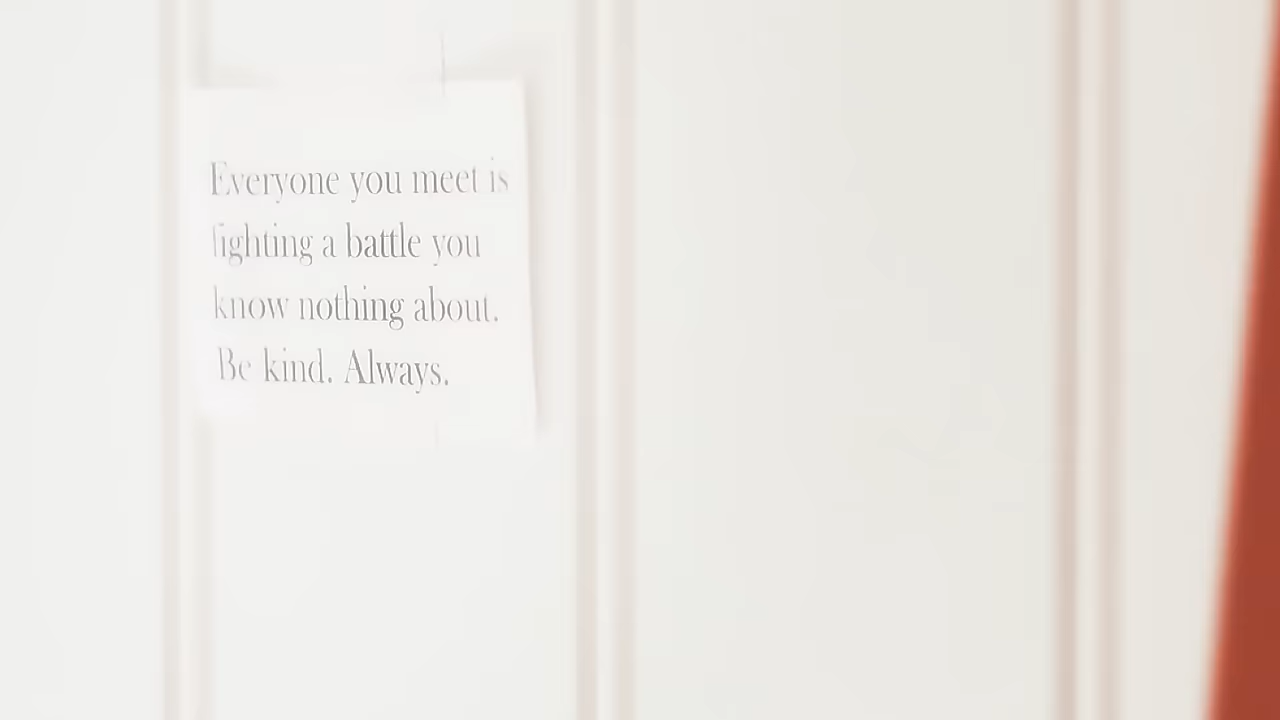 Everyone you meet is
fighting a battle you
know nothing about.
Be kind. Always.